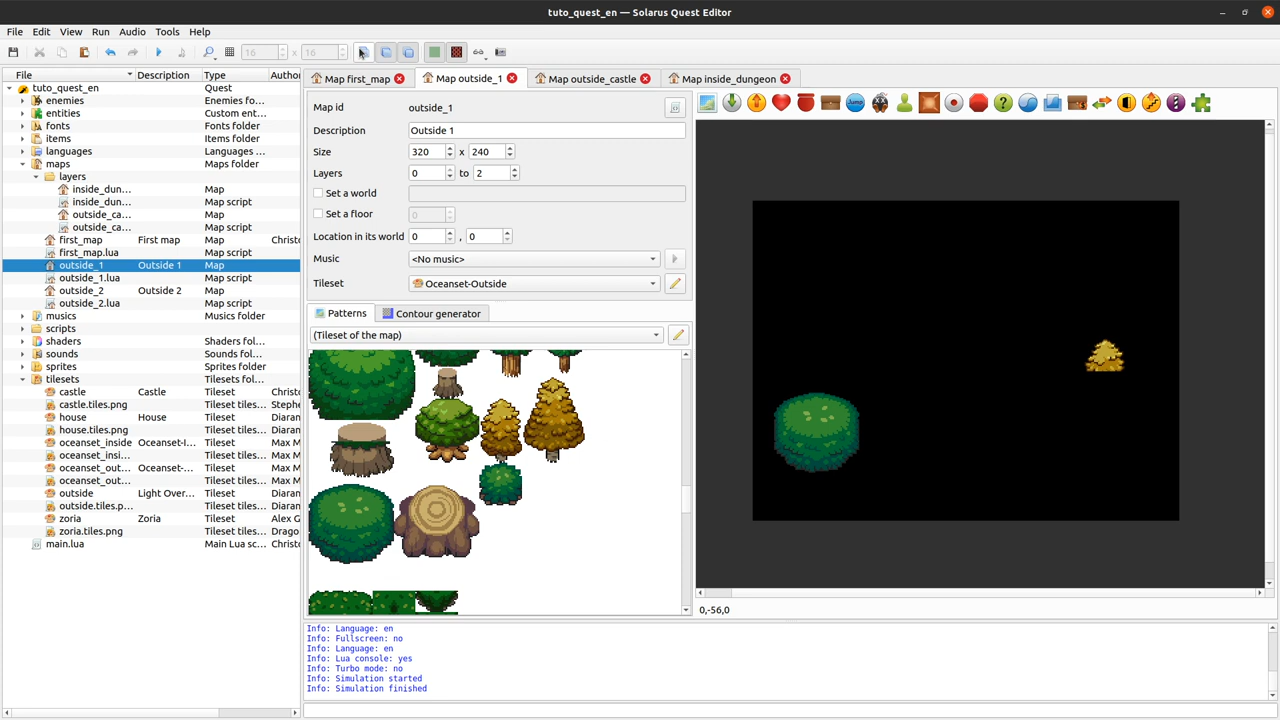 tuto_quest_en — Solarus Quest Editor
File Edit View Run Audio Tools Help
16 x 16
File Description Type Author
tuto_quest_en Quest
enemies Enemies fo...
entities Custom ent...
fonts Fonts folder
items Items folder
languages Languages ...
maps Maps folder
layers
inside_dun... Map
inside_dun... Map script
outside_ca... Map
outside_ca... Map script
first_map First map Map Christo
first_map.lua Map script
outside_1 Outside 1 Map
outside_1.lua Map script
outside_2 Outside 2 Map
outside_2.lua Map script
musics Musics folder
scripts
shaders Shaders fol...
sounds Sounds fol...
sprites Sprites folder
tilesets Tilesets fol...
castle Castle Tileset Christo
castle.tiles.png Tileset tiles... Stephe
house House Tileset Diaran
house.tiles.png Tileset tiles... Diaran
oceanset_inside Oceanset-I... Tileset Max M
oceanset_insi... Tileset tiles... Max M
oceanset_out... Oceanset-... Tileset Max M
oceanset_out... Tileset tiles... Max M
outside Light Over... Tileset Diaran
outside.tiles.p... Tileset tiles... Diaran
zoria Zoria Tileset Alex G
zoria.tiles.png Tileset tiles... Drago
main.lua Main Lua sc... Christo
Map first_map Map outside_1 Map outside_castle Map inside_dungeon
Map id outside_1
Description Outside 1
Size 320 x 240
Layers 0 to 2
Set a world
Set a floor 0
Location in its world 0 , 0
Music <No music>
Tileset Oceanset-Outside
Patterns Contour generator
(Tileset of the map)
Jump
0,-56,0
Info: Language: en
Info: Fullscreen: no
Info: Language: en
Info: Lua console: yes
Info: Turbo mode: no
Info: Simulation started
Info: Simulation finished